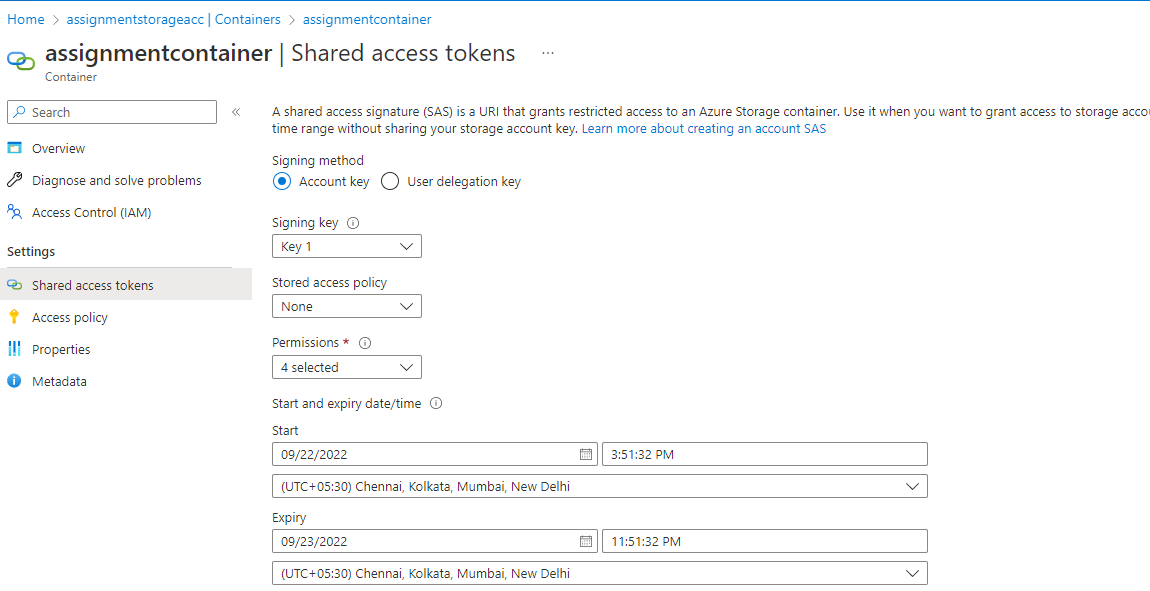 Home > assignmentstorageacc | Containers > assignmentcontainer
assignmentcontainer | Shared access tokens ...
Container
Search «
Overview
Diagnose and solve problems
Access Control (IAM)
Settings
Shared access tokens
Access policy
Properties
Metadata
A shared access signature (SAS) is a URI that grants restricted access to an Azure Storage container. Use it when you want to grant access to storage accou
time range without sharing your storage account key. Learn more about creating an account SAS
Signing method
Account key User delegation key
Signing key
Key 1
Stored access policy
None
Permissions *
4 selected
Start and expiry date/time
Start
09/22/2022 3:51:32 PM
(UTC+05:30) Chennai, Kolkata, Mumbai, New Delhi
Expiry
09/23/2022 11:51:32 PM
(UTC+05:30) Chennai, Kolkata, Mumbai, New Delhi